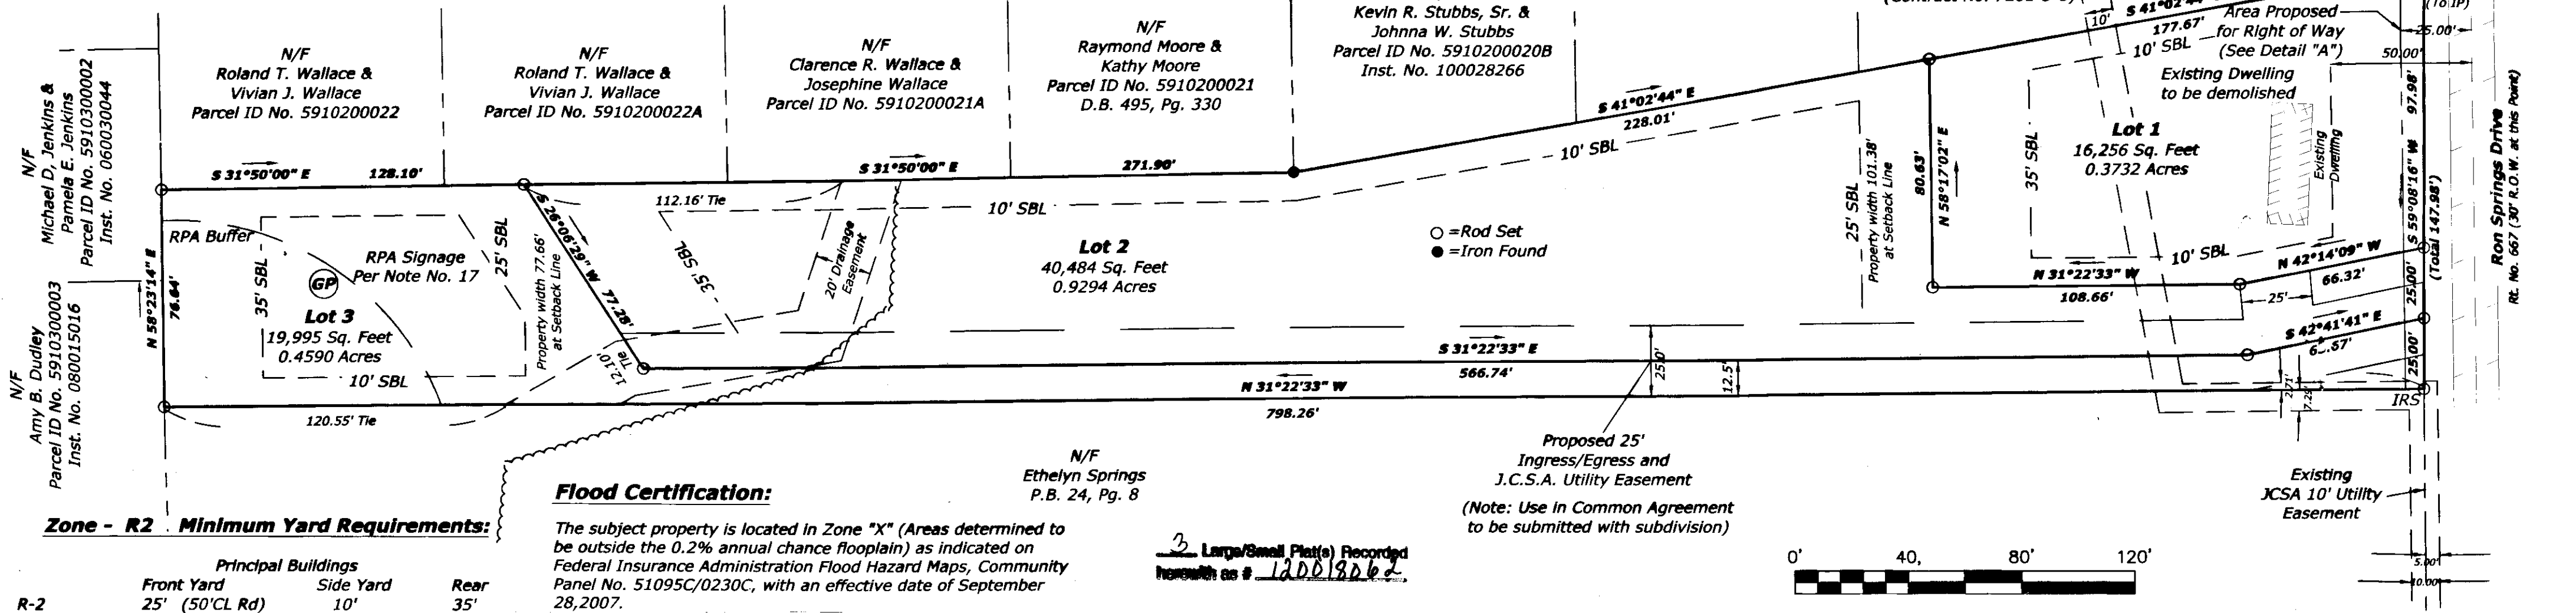 N/F
Michael D, Jenkins &
Pamela E. Jenkins
Parcel ID No. 5910300002
Inst. No. 060030044
N/F
Amy B. Dudley
Parcel ID No. 5910300003
Inst. No. 080015016
N/F
Roland T. Wallace &
Vivian J. Wallace
Parcel ID No. 5910200022
N/F
Roland T. Wallace &
Vivian J. Wallace
Parcel ID No. 5910200022A
N/F
Clarence R. Wallace &
Josephine Wallace
Parcel ID No. 5910200021A
N/F
Raymond Moore &
Kathy Moore
Parcel ID No. 5910200021
D.B. 495, Pg. 330
Kevin R. Stubbs, Sr. &
Johnna W. Stubbs
Parcel ID No. 5910200020B
Inst. No. 100028266
S 31°50'00" E 128.10'
S 31°50'00" E 271.90'
S 41°02'44" E
228.01'
177.67'
10'
10' SBL
Area Proposed
for Right of Way
(See Detail "A")
(To IP)
25.00'
50.00'
Existing Dwelling
to be demolished
Existing
Dwelling
Lot 1
16,256 Sq. Feet
0.3732 Acres
35' SBL
10' SBL
N 58°17'02" E
80.63'
N 31°22'33" W
108.66'
N 42°14'09" W
66.32'
25'
S 42°41'41" E
S 59°08'16" W 97.98'
(Total 147.98')
25.00'
25.00'
Ron Springs Drive
Rt. No. 667 (30' R.O.W. at this Point)
IRS
25 SBL
Property width 101.38'
at Setback Line
10' SBL
10' SBL
112.16' Tie
35' SBL
20' Drainage
Easement
Lot 2
40,484 Sq. Feet
0.9294 Acres
=Rod Set
=Iron Found
S 26°06'29" W 77.28'
25' SBL
Property width 77.66'
at Setback Line
12.10'
Tie
RPA Buffer
35' SBL
RPA Signage
Per Note No. 17
GP
Lot 3
19,995 Sq. Feet
0.4590 Acres
10' SBL
N 58°23'14" E
76.64'
120.55' Tie
S 31°22'33" E
566.74'
N 31°22'33" W
798.26'
12.5'
Proposed 25'
Ingress/Egress and
J.C.S.A. Utility Easement
(Note: Use in Common Agreement
to be submitted with subdivision)
N/F
Ethelyn Springs
P.B. 24, Pg. 8
Existing
JCSA 10' Utility
Easement
5.00'
10.00'
Flood Certification:
The subject property is located in Zone "X" (Areas determined to
be outside the 0.2% annual chance flooplain) as indicated on
Federal Insurance Administration Flood Hazard Maps, Community
Panel No. 51095C/0230C, with an effective date of September
28,2007.
3 Large/Small Plat(s) Recorded
herewith as # 120018062
0' 40, 80' 120'
Zone - R2 Minimum Yard Requirements:
Principal Buildings
Front Yard Side Yard Rear
R-2 25' (50'CL Rd) 10' 35'